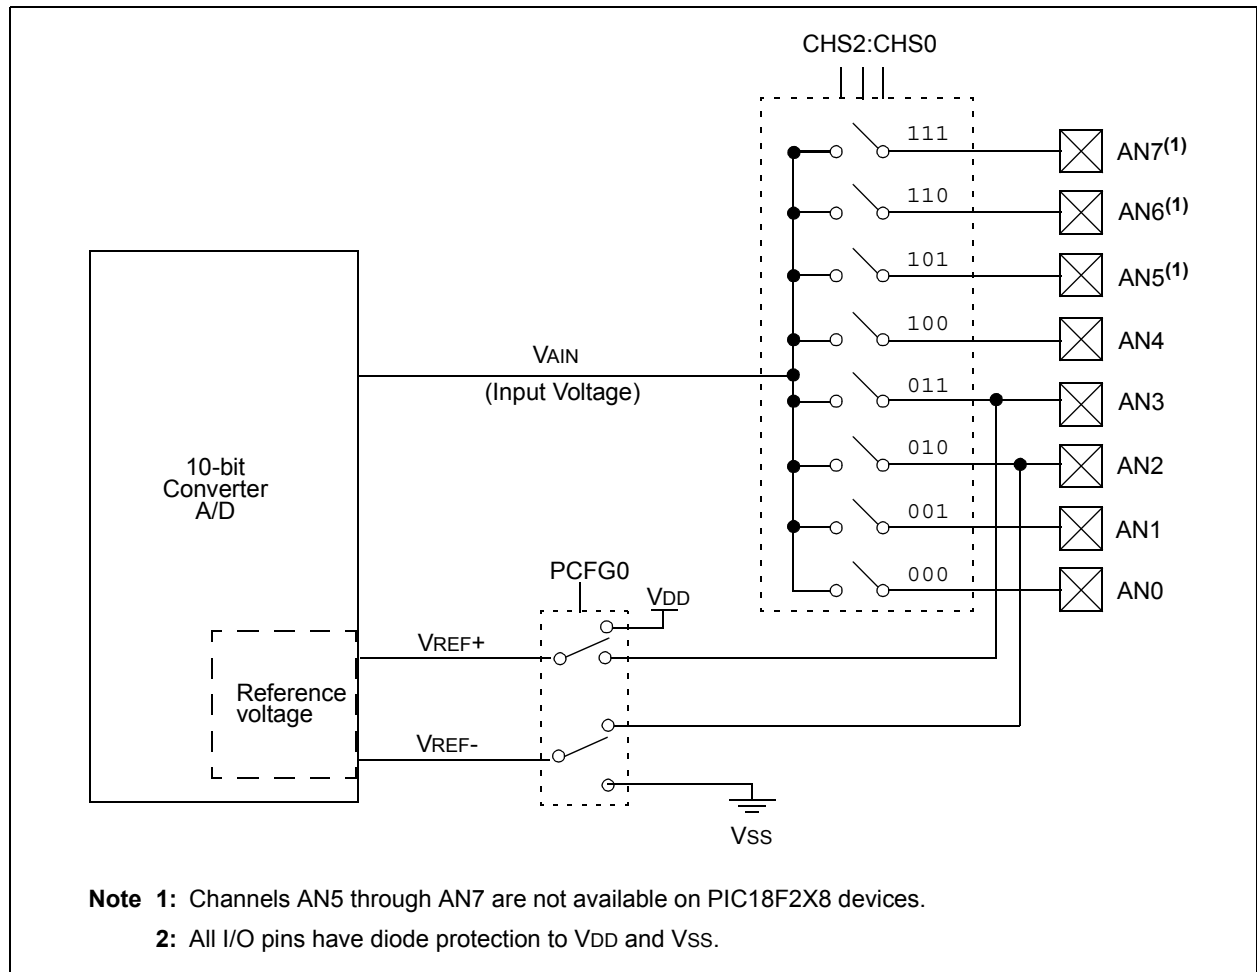 CHS2:CHS0
111
AN7(1)
110
AN6(1)
101
AN5(1)
100
AN4
VAIN
(Input Voltage)
011
AN3
010
AN2
10-bit
Converter
A/D
001
AN1
PCFG0
000
AN0
VDD
VREF+
Reference
voltage
VREF-
VSS
Note 1: Channels AN5 through AN7 are not available on PIC18F2X8 devices.
2: All I/O pins have diode protection to VDD and VSS.